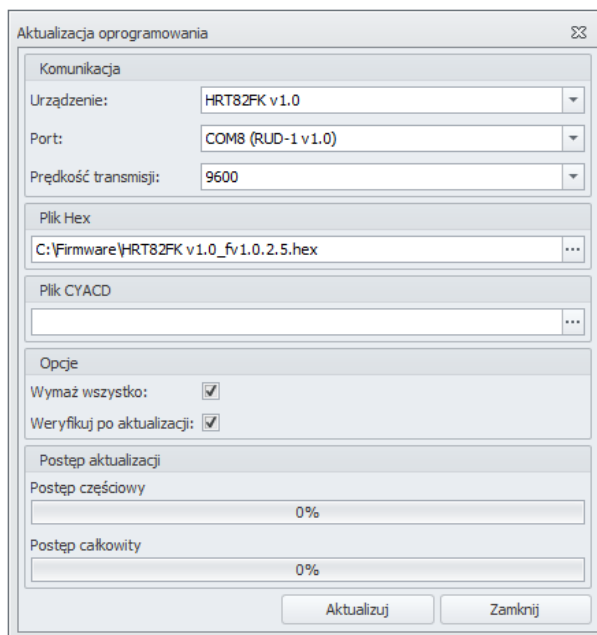 Aktualizacja oprogramowania
Komunikacja
Urządzenie: HRT82FK v1.0
Port: COM8 (RUD-1 v1.0)
Prędkość transmisji: 9600
Plik Hex
C:\Firmware\HRT82FK v1.0_fv1.0.2.5.hex
...
Plik CYACD
...
Opcje
Wymaż wszystko:
Weryfikuj po aktualizacji:
Postęp aktualizacji
Postęp częściowy
0%
Postęp całkowity
0%
Aktualizuj Zamknij